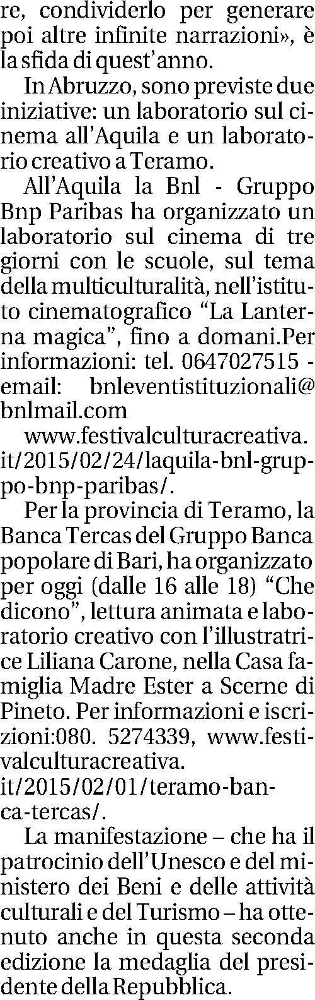 re, condividerlo per generare
poi altre infinite narrazioni», è
la sfida di quest’anno.
In Abruzzo, sono previste due
iniziative: un laboratorio sul ci-
nema all’Aquila e un laborato-
rio creativo a Teramo.
All’Aquila la Bnl - Gruppo
Bnp Paribas ha organizzato un
laboratorio sul cinema di tre
giorni con le scuole, sul tema
della multiculturalità, nell’istitu-
to cinematografico “La Lanter-
na magica”, fino a domani.Per
informazioni: tel. 0647027515 -
email: bnleventistituzionali@
bnlmail.com
www.festivalculturacreativa.
it/2015/02/24/laquila-bnl-grup-
po-bnp-paribas/.
Per la provincia di Teramo, la
Banca Tercas del Gruppo Banca
popolare di Bari, ha organizzato
per oggi (dalle 16 alle 18) “Che
dicono”, lettura animata e labo-
ratorio creativo con l’illustratri-
ce Liliana Carone, nella Casa fa-
miglia Madre Ester a Scerne di
Pineto. Per informazioni e iscri-
zioni:080. 5274339, www.festi-
valculturacreativa.
it/2015/02/01/teramo-ban-
ca-tercas/.
La manifestazione – che ha il
patrocinio dell’Unesco e del mi-
nistero dei Beni e delle attività
culturali e del Turismo – ha otte-
nuto anche in questa seconda
edizione la medaglia del presi-
dente della Repubblica.